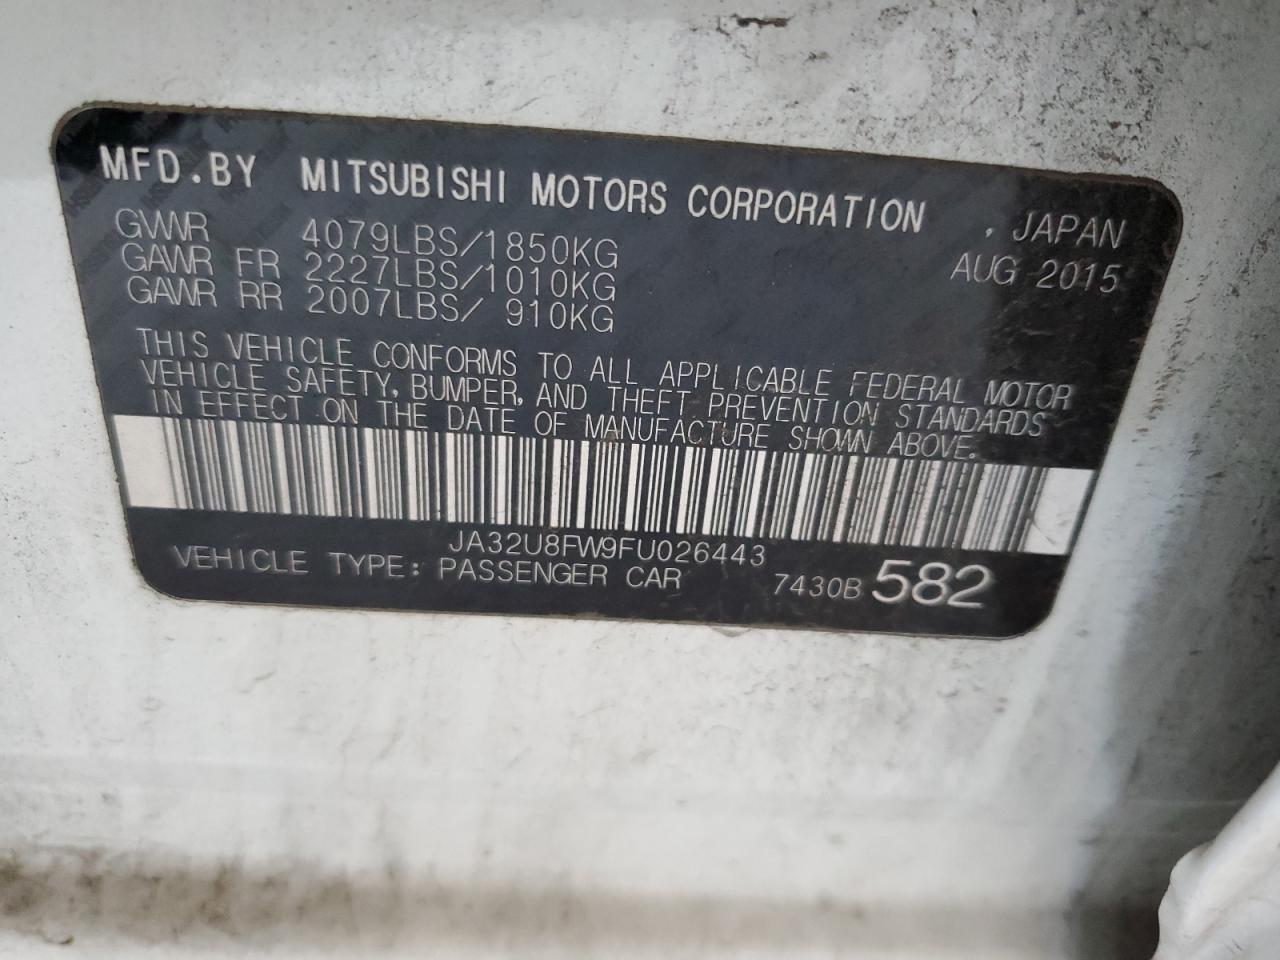 MFD.BY MITSUBISHI MOTORS CORPORATION , JAPAN
GVWR 4079LBS/1850KG AUG 2015
GAWR FR 2227LBS/1010KG
GAWR RR 2007LBS/ 910KG
THIS VEHICLE CONFORMS TO ALL APPLICABLE FEDERAL MOTOR
VEHICLE SAFETY, BUMPER, AND THEFT PREVENTION STANDARDS
IN EFFECT ON THE DATE OF MANUFACTURE SHOWN ABOVE.
JA32U8FW9FU026443
VEHICLE TYPE: PASSENGER CAR 7430B 582